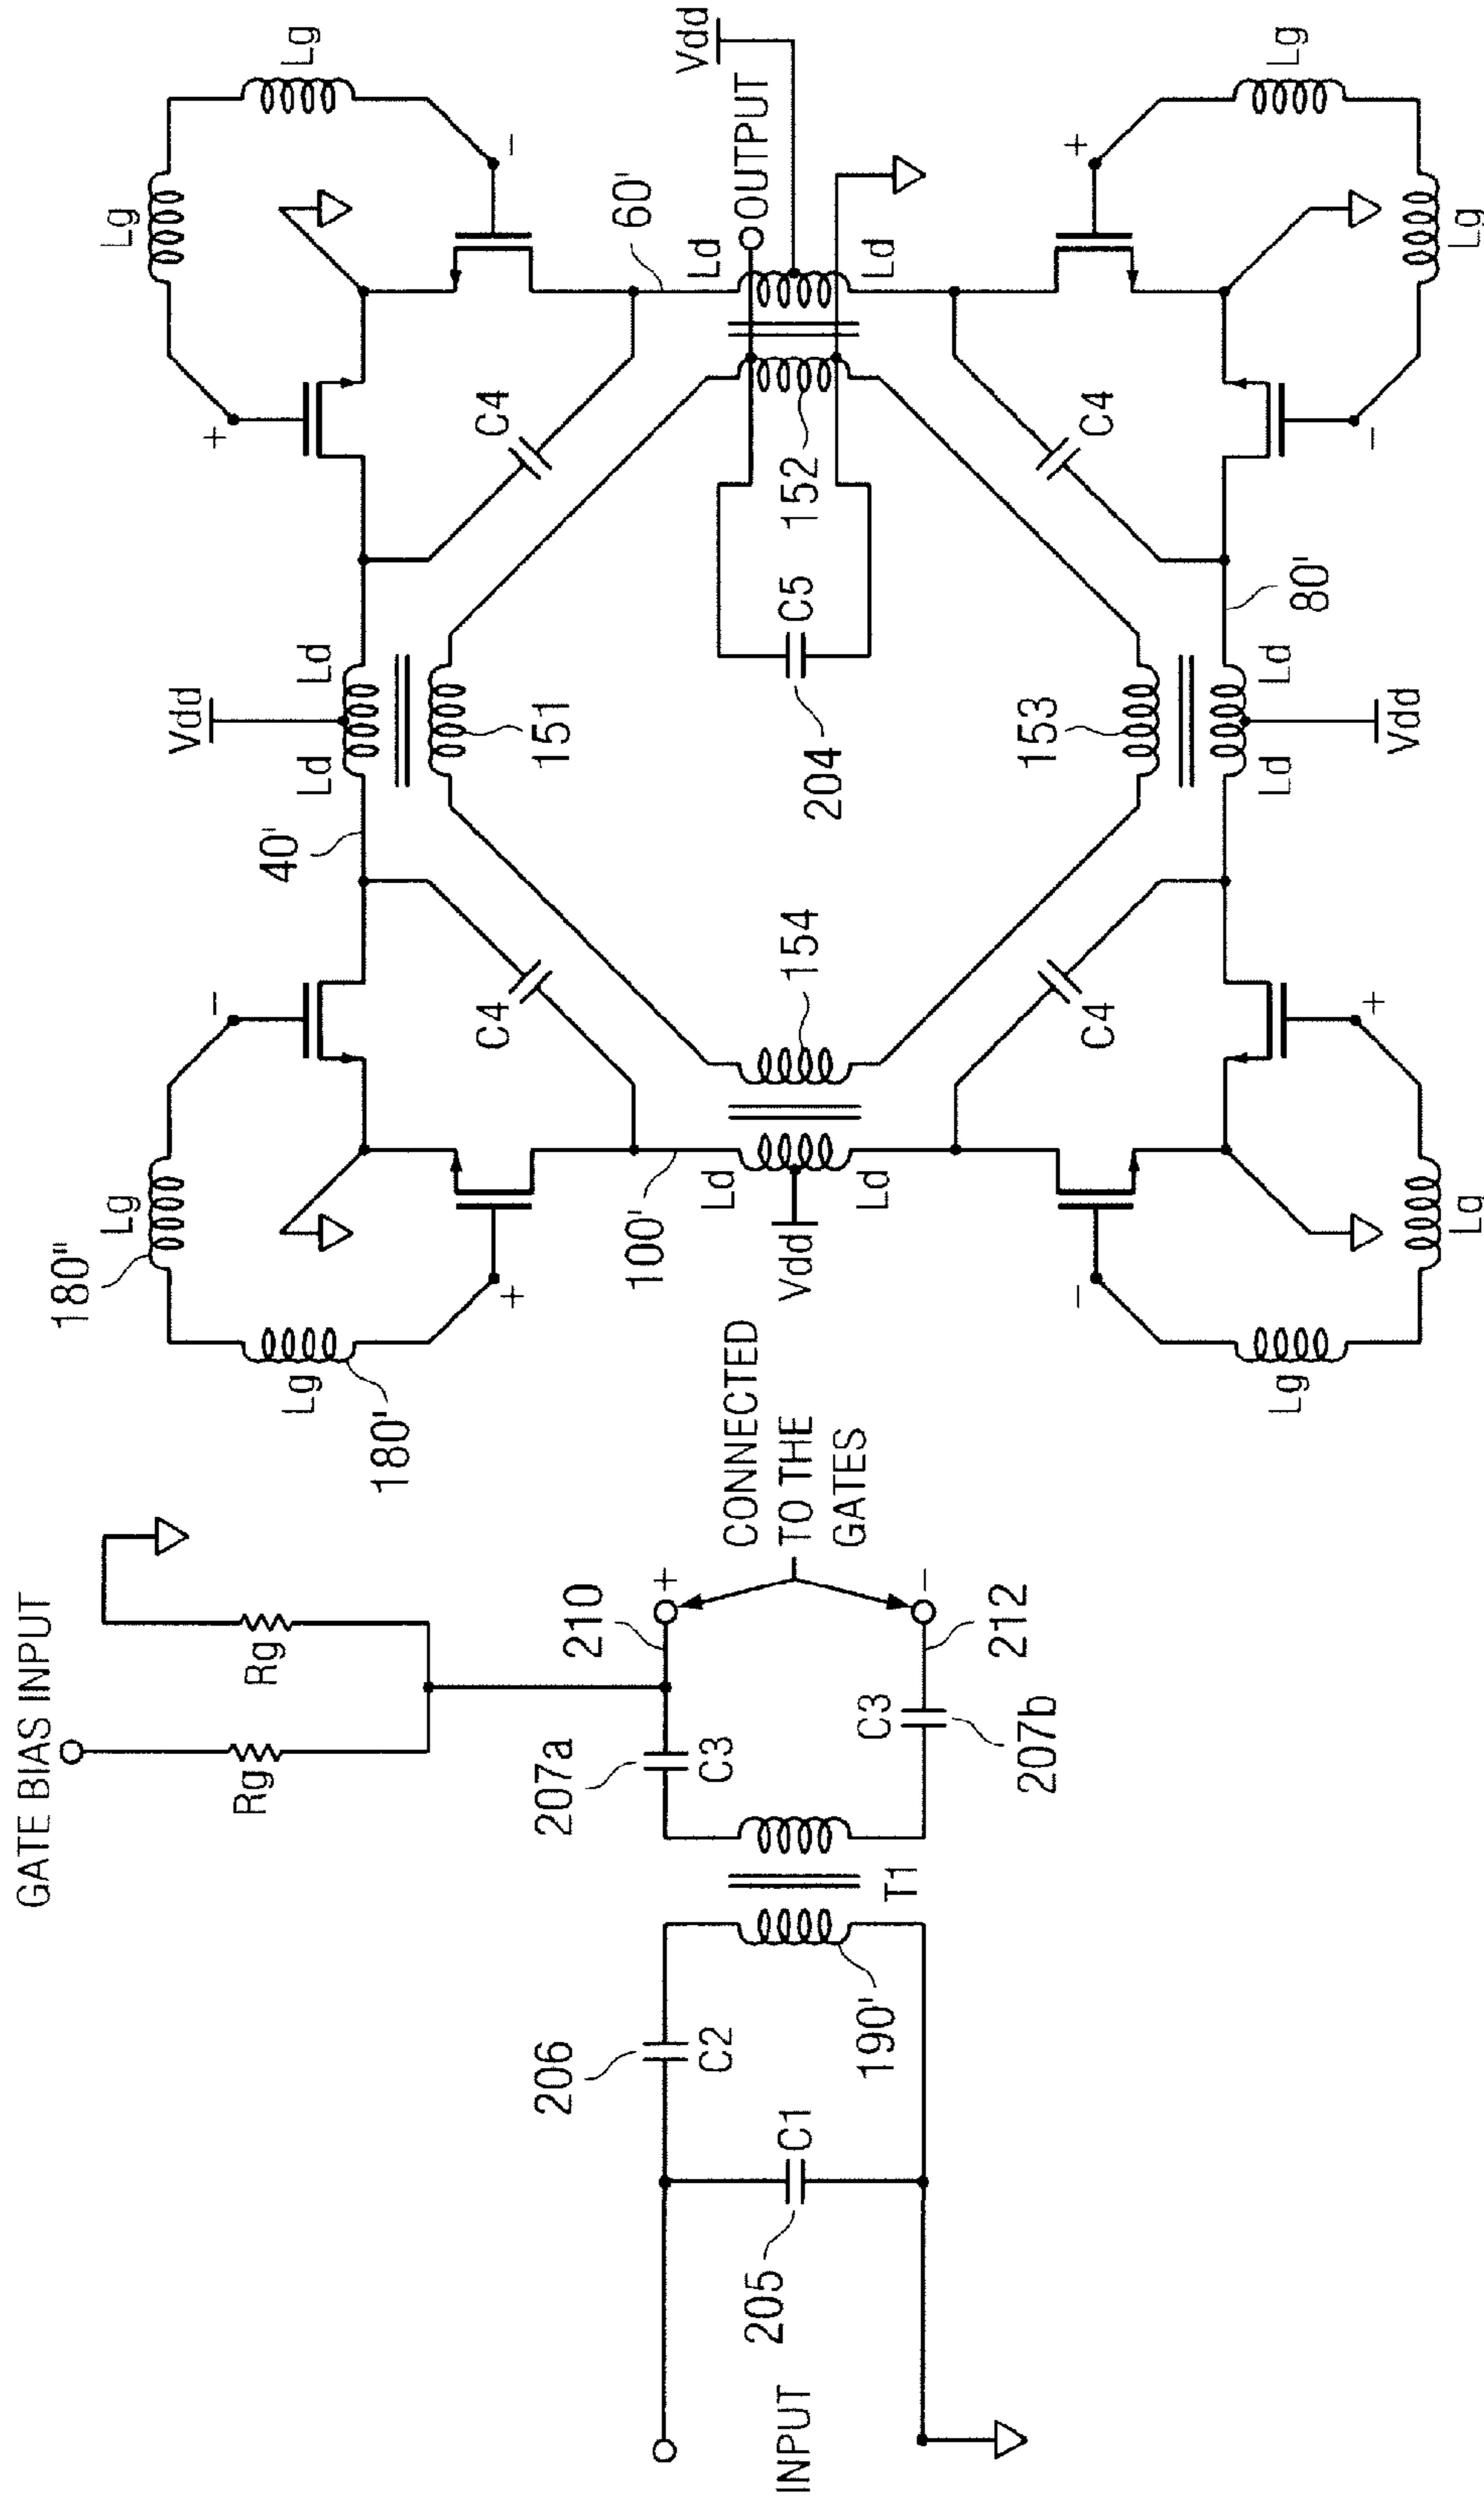 GATE BIAS INPUT
Rg
Rg
INPUT
205
C1
206
C2
190'
T1
207a
C3
207b
C3
210
+
212
−
CONNECTED
TO THE
GATES
180"
Lg
180'
Lg
−
+
40'
Ld
Vdd
Ld
Lg
Lg
+
−
C4
C4
151
100'
Ld
Vdd
Ld
154
204
C5
152
60'
Ld
OUTPUT
Vdd
Ld
153
C4
C4
−
+
Lg
Lg
Ld
Vdd
Ld
80'
−
+
Lg
Lg